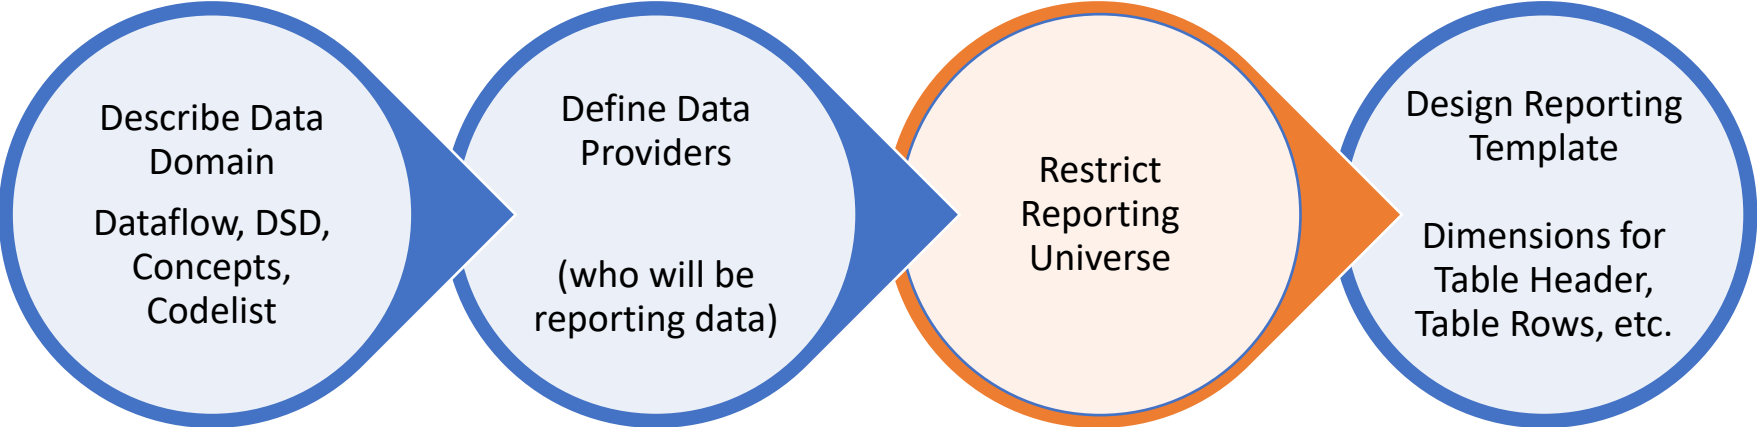 Describe Data
Domain
Dataflow, DSD,
Concepts,
Codelist
Define Data
Providers
(who will be
reporting data)
Restrict
Reporting
Universe
Design Reporting
Template
Dimensions for
Table Header,
Table Rows, etc.